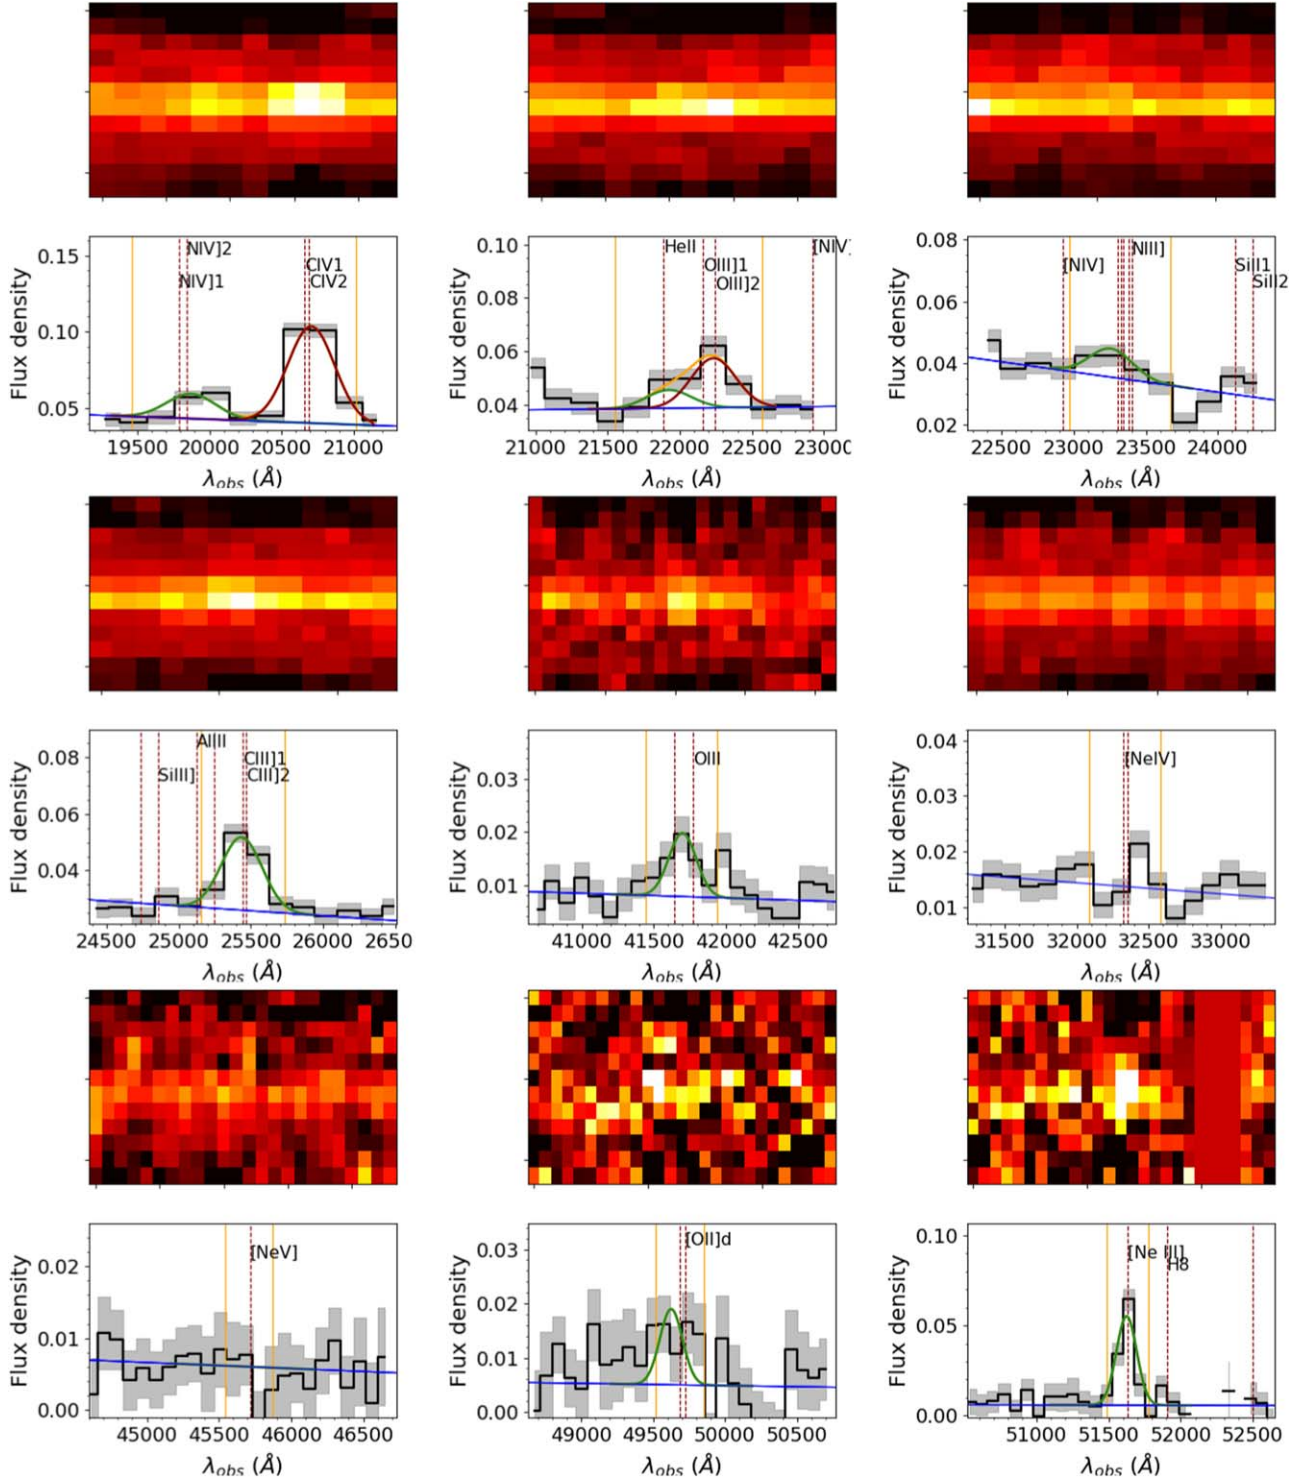 0.15
0.10
0.05
Flux density
NIV]2
NIV]1
CIV1
CIV2
19500 20000 20500 21000
λobs (Å)
0.10
0.08
0.06
0.04
Flux density
HeII
[NIV]
OIII]1
OIII]2
21000 21500 22000 22500 23000
λobs (Å)
0.08
0.06
0.04
0.02
Flux density
NIII]
[NIV]
SiII1
SiII2
22500 23000 23500 24000
λobs (Å)
0.08
0.06
0.04
Flux density
AlIII
CIII]1
SiIII]
CIII]2
24500 25000 25500 26000 2650
λobs (Å)
0.03
0.02
0.01
Flux density
OIII
41000 41500 42000 42500
λobs (Å)
0.04
0.03
0.02
0.01
Flux density
[NeIV]
31500 32000 32500 33000
λobs (Å)
0.02
0.01
0.00
Flux density
[NeV]
45000 45500 46000 46500
λobs (Å)
0.03
0.02
0.01
0.00
Flux density
[OII]d
49000 49500 50000 50500
λobs (Å)
0.10
0.05
0.00
Flux density
[Ne III]
H8
51000 51500 52000 52500
λobs (Å)